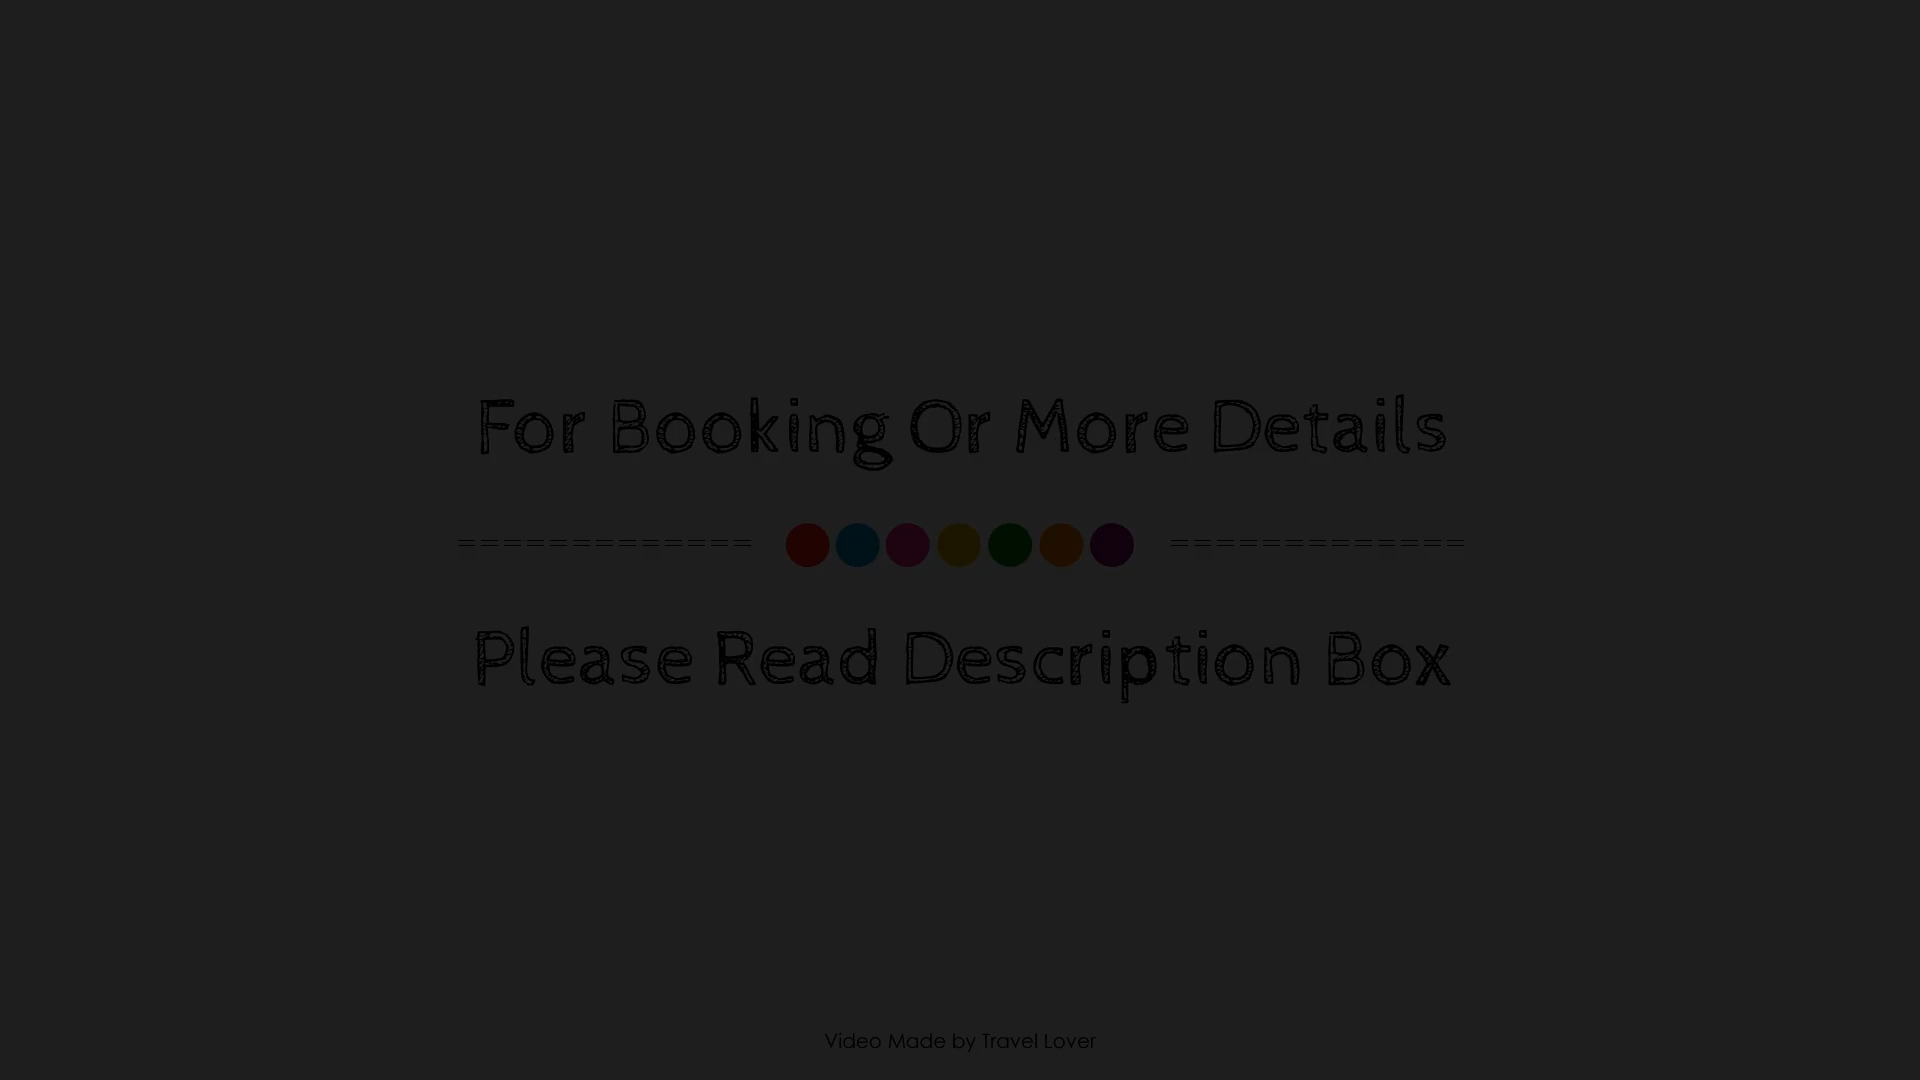 For Booking Or More Details
============= =============
Please Read Description Box
Video Made by Travel Lover